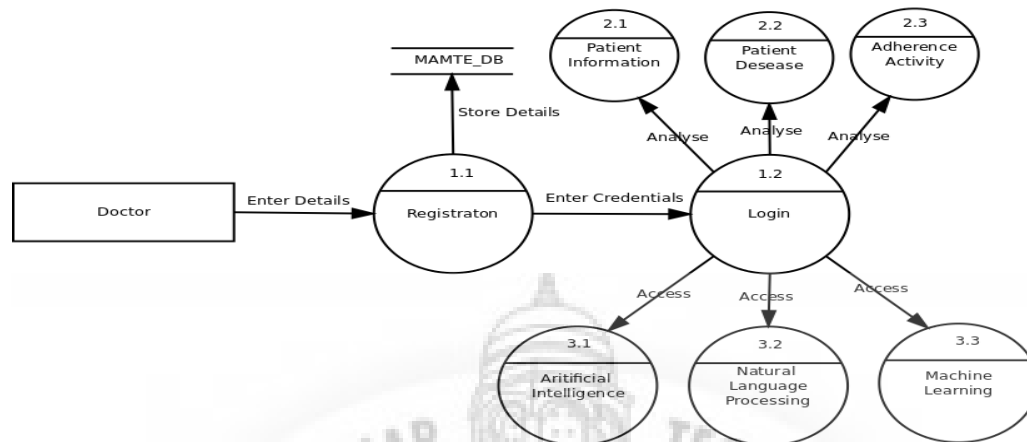 2.1
Patient
Information
2.2
Patient
Desease
2.3
Adherence
Activity
MAMTE_DB
Store Details
Analyse
Analyse
Analyse
1.1
Registraton
1.2
Login
Doctor
Enter Details
Enter Credentials
Access
Access
Access
3.1
Aritificial
Intelligence
3.2
Natural
Language
Processing
3.3
Machine
Learning